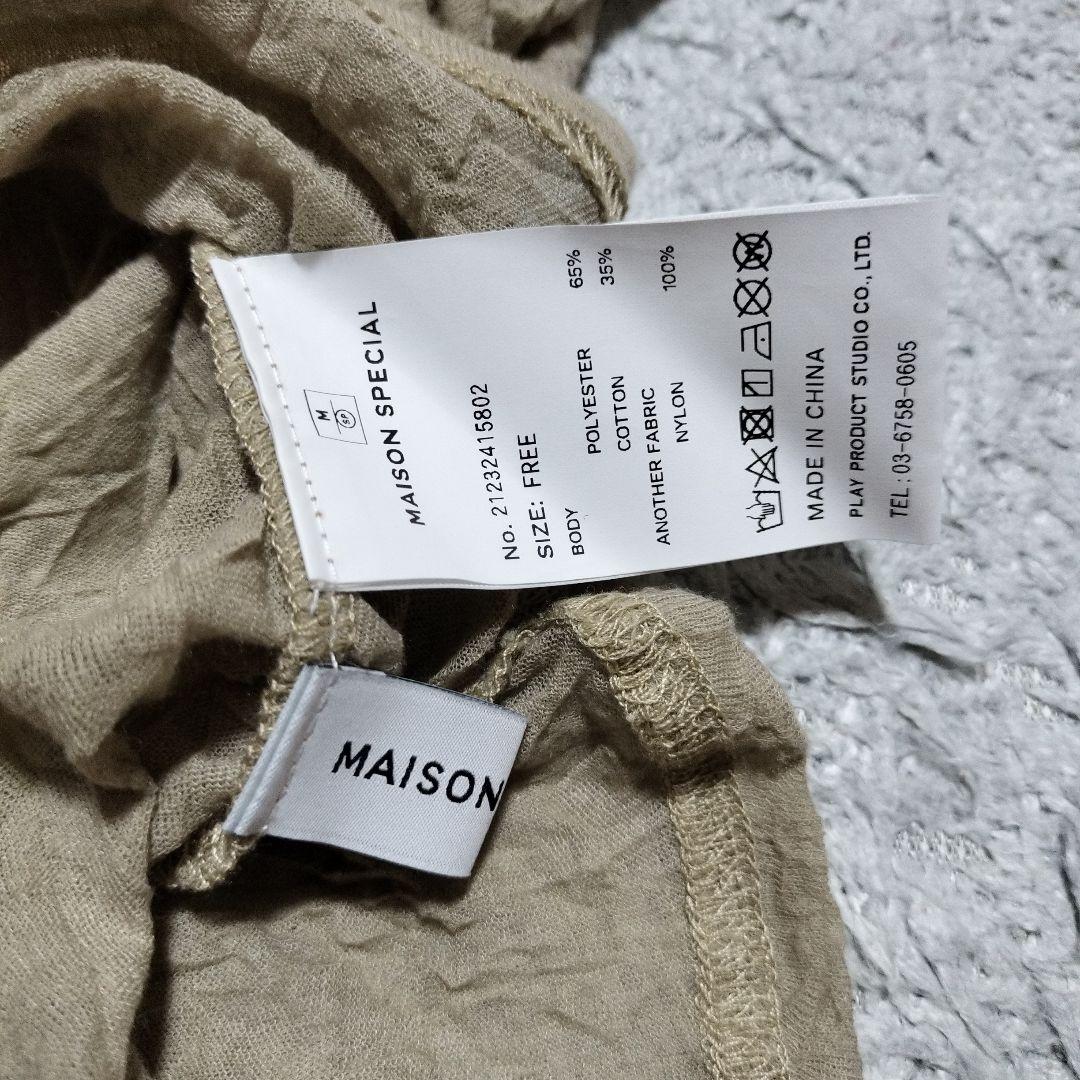 M
SP
MAISON SPECIAL
No. 21232415802
SIZE: FREE
BODY
POLYESTER 65%
COTTON 35%
ANOTHER FABRIC
NYLON 100%
MADE IN CHINA
PLAY PRODUCT STUDIO CO., LTD.
TEL : 03-6758-0605
MAISON